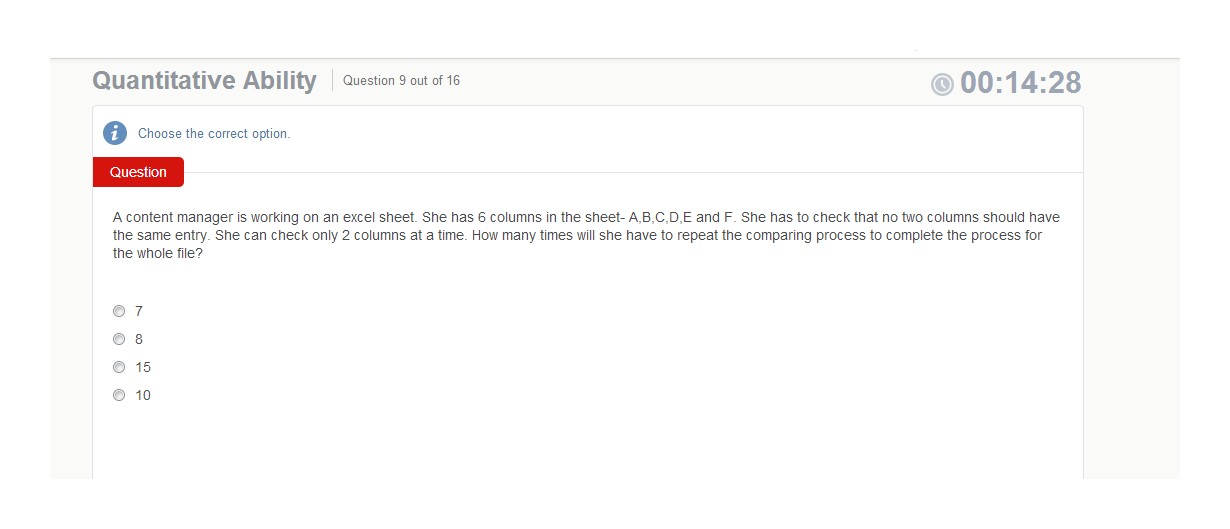 Quantitative Ability
Question 9 out of 16
00:14:28
i
Choose the correct option.
Question
A content manager is working on an excel sheet. She has 6 columns in the sheet- A,B,C,D,E and F. She has to check that no two columns should have
the same entry. She can check only 2 columns at a time. How many times will she have to repeat the comparing process to complete the process for
the whole file?
7
8
15
10